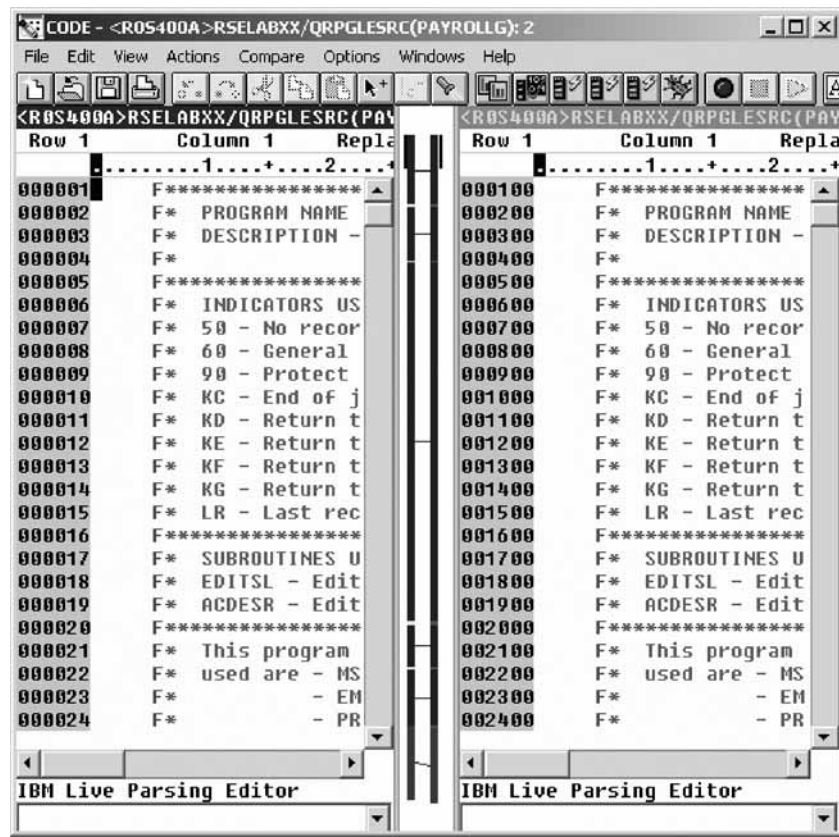 CODE - <ROS400A>RSELABXX/QRPGLESRC(PAYROLLG): 2
File Edit View Actions Compare Options Windows Help
<ROS400A>RSELABXX/QRPGLESRC(PAY
Row 1 Column 1 Repla
.........1....+....2....+
000001 F*****************
000002 F* PROGRAM NAME
000003 F* DESCRIPTION -
000004 F*
000005 F*****************
000006 F* INDICATORS US
000007 F* 50 - No recor
000008 F* 60 - General
000009 F* 90 - Protect
000010 F* KC - End of j
000011 F* KD - Return t
000012 F* KE - Return t
000013 F* KF - Return t
000014 F* KG - Return t
000015 F* LR - Last rec
000016 F*****************
000017 F* SUBROUTINES U
000018 F* EDITSL - Edit
000019 F* ACDESR - Edit
000020 F*****************
000021 F* This program
000022 F* used are - MS
000023 F* - EM
000024 F* - PR
IBM Live Parsing Editor
<ROS400A>RSELABXX/QRPGLESRC(PAY
Row 1 Column 1 Repla
.........1....+....2....+
000100 F*****************
000200 F* PROGRAM NAME
000300 F* DESCRIPTION -
000400 F*
000500 F*****************
000600 F* INDICATORS US
000700 F* 50 - No recor
000800 F* 60 - General
000900 F* 90 - Protect
001000 F* KC - End of j
001100 F* KD - Return t
001200 F* KE - Return t
001300 F* KF - Return t
001400 F* KG - Return t
001500 F* LR - Last rec
001600 F*****************
001700 F* SUBROUTINES U
001800 F* EDITSL - Edit
001900 F* ACDESR - Edit
002000 F*****************
002100 F* This program
002200 F* used are - MS
002300 F* - EM
002400 F* - PR
IBM Live Parsing Editor